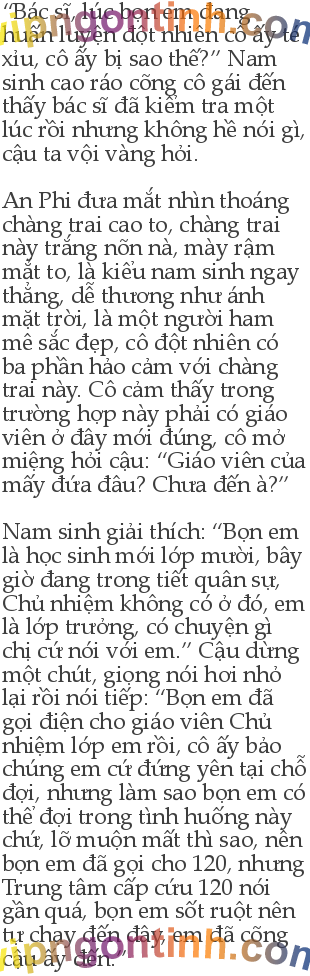 “Bác sĩ, lúc bọn em đang
huấn luyện đột nhiên cô ấy té
xỉu, cô ấy bị sao thế?” Nam
sinh cao ráo cõng cô gái đến
thấy bác sĩ đã kiểm tra một
lúc rồi nhưng không hề nói gì,
cậu ta vội vàng hỏi.
An Phi đưa mắt nhìn thoáng
chàng trai cao to, chàng trai
này trắng nõn nà, mày rậm
mắt to, là kiểu nam sinh ngay
thẳng, dễ thương như ánh
mặt trời, là một người ham
mê sắc đẹp, cô đột nhiên có
ba phần hảo cảm với chàng
trai này. Cô cảm thấy trong
trường hợp này phải có giáo
viên ở đây mới đúng, cô mở
miệng hỏi cậu: “Giáo viên của
mấy đứa đâu? Chưa đến à?”
Nam sinh giải thích: “Bọn em
là học sinh mới lớp mười, bây
giờ đang trong tiết quân sự,
Chủ nhiệm không có ở đó, em
là lớp trưởng, có chuyện gì
chị cứ nói với em.” Cậu dừng
một chút, giọng nói hơi nhỏ
lại rồi nói tiếp: “Bọn em đã
gọi điện cho giáo viên Chủ
nhiệm lớp em rồi, cô ấy bảo
chúng em cứ đứng yên tại chỗ
đợi, nhưng làm sao bọn em có
thể đợi trong tình huống này
chứ, lỡ muộn mất thì sao, nên
bọn em đã gọi cho 120, nhưng
Trung tâm cấp cứu 120 nói
gần quá, bọn em sốt ruột nên
tự chạy đến đây, em đã cõng
cậu ấy đến.”
vipngontinh.com
vipngontinh.com